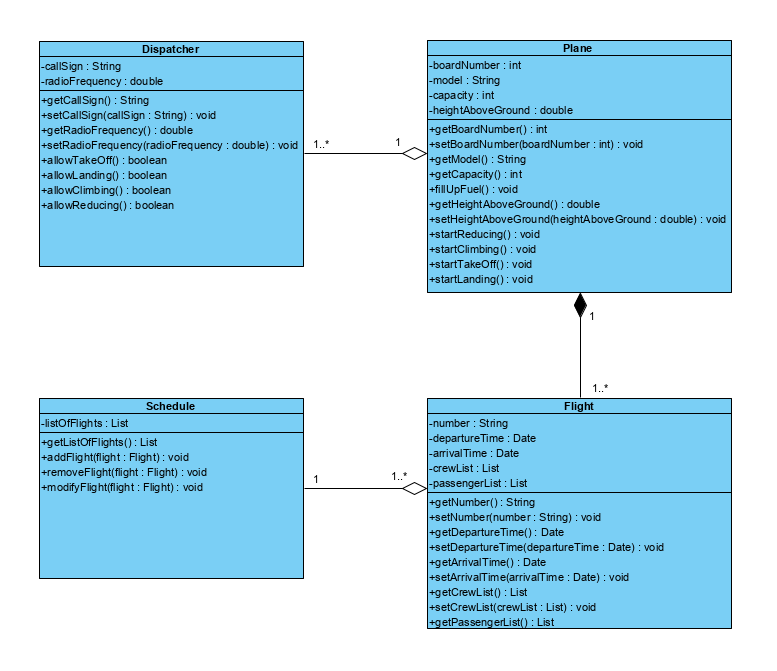 Dispatcher
-callSign : String
-radioFrequency : double
+getCallSign() : String
+setCallSign(callSign : String) : void
+getRadioFrequency() : double
+setRadioFrequency(radioFrequency : double) : void
+allowTakeOff() : boolean
+allowLanding() : boolean
+allowClimbing() : boolean
+allowReducing() : boolean
1..*
1
Plane
-boardNumber : int
-model : String
-capacity : int
-heightAboveGround : double
+getBoardNumber() : int
+setBoardNumber(boardNumber : int) : void
+getModel() : String
+getCapacity() : int
+fillUpFuel() : void
+getHeightAboveGround() : double
+setHeightAboveGround(heightAboveGround : double) : void
+startReducing() : void
+startClimbing() : void
+startTakeOff() : void
+startLanding() : void
1
1..*
Schedule
-listOfFlights : List
+getListOfFlights() : List
+addFlight(flight : Flight) : void
+removeFlight(flight : Flight) : void
+modifyFlight(flight : Flight) : void
1
1..*
Flight
-number : String
-departureTime : Date
-arrivalTime : Date
-crewList : List
-passengerList : List
+getNumber() : String
+setNumber(number : String) : void
+getDepartureTime() : Date
+setDepartureTime(departureTime : Date) : void
+getArrivalTime() : Date
+setArrivalTime(arrivalTime : Date) : void
+getCrewList() : List
+setCrewList(crewList : List) : void
+getPassengerList() : List